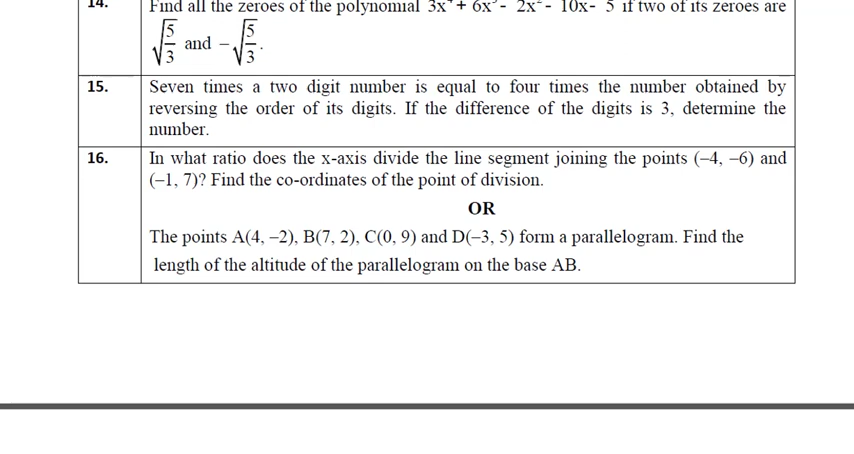 14. Find all the zeroes of the polynomial 3x⁴ + 6x³ - 2x² - 10x - 5 if two of its zeroes are
√(5/3) and −√(5/3).
15. Seven times a two digit number is equal to four times the number obtained by
reversing the order of its digits. If the difference of the digits is 3, determine the
number.
16. In what ratio does the x-axis divide the line segment joining the points (−4, −6) and
(−1, 7)? Find the co-ordinates of the point of division.
OR
The points A(4, −2), B(7, 2), C(0, 9) and D(−3, 5) form a parallelogram. Find the
length of the altitude of the parallelogram on the base AB.